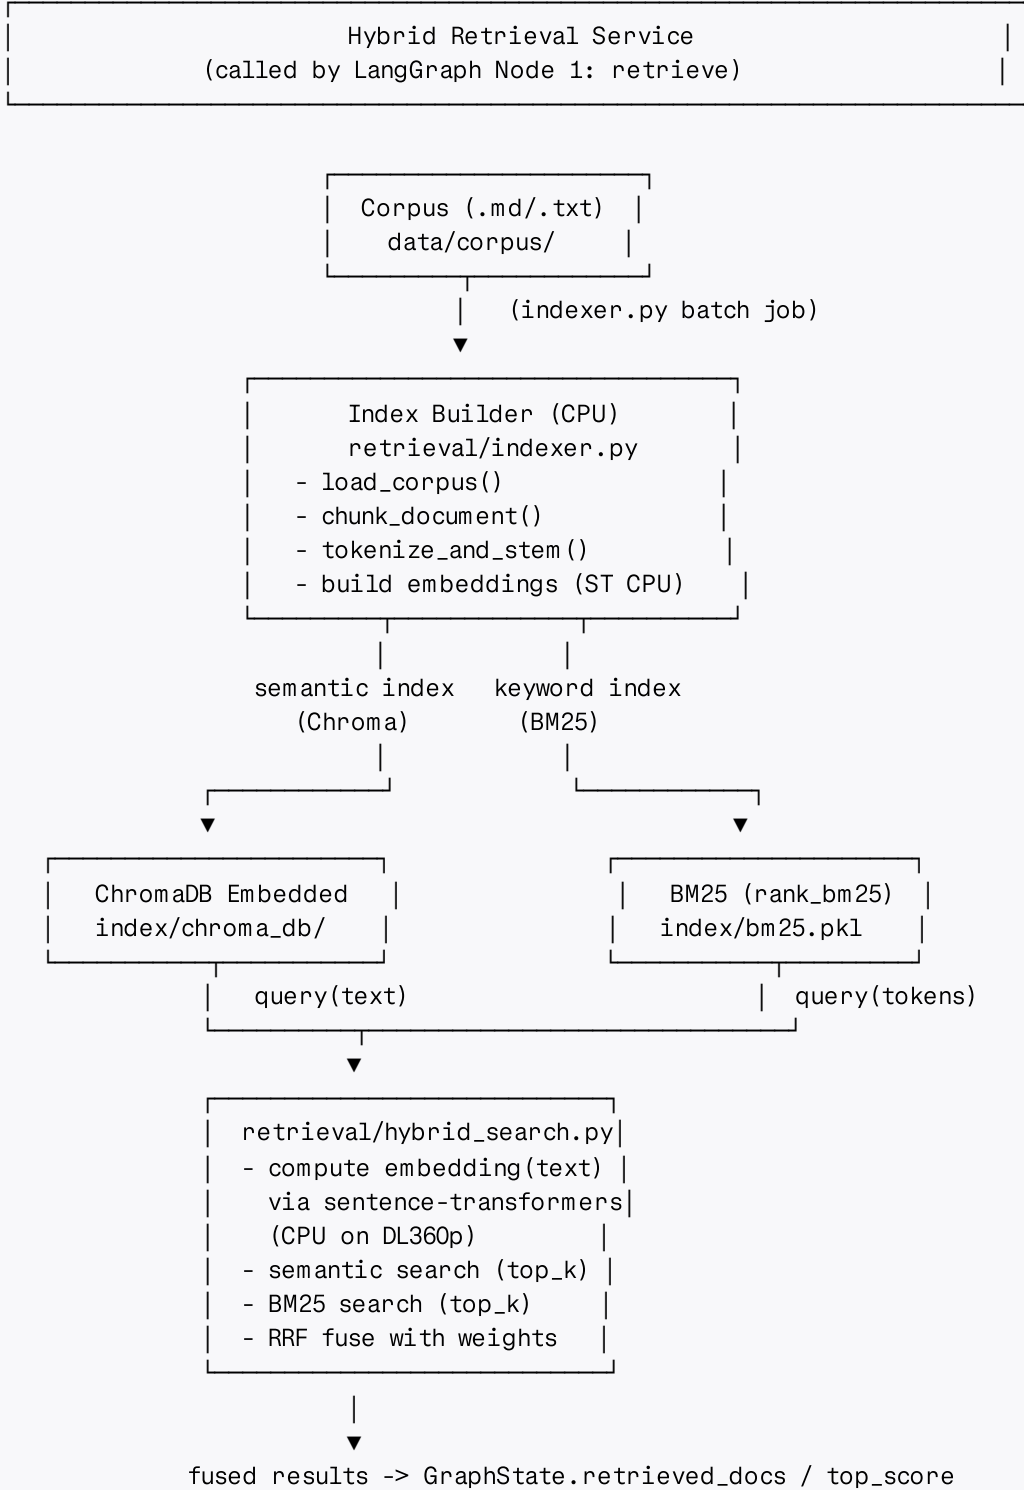 Hybrid Retrieval Service
(called by LangGraph Node 1: retrieve)
Corpus (.md/.txt)
data/corpus/
(indexer.py batch job)
Index Builder (CPU)
retrieval/indexer.py
- load_corpus()
- chunk_document()
- tokenize_and_stem()
- build embeddings (ST CPU)
semantic index keyword index
(Chroma) (BM25)
ChromaDB Embedded BM25 (rank_bm25)
index/chroma_db/ index/bm25.pkl
query(text) query(tokens)
retrieval/hybrid_search.py
- compute embedding(text)
via sentence-transformers
(CPU on DL360p)
- semantic search (top_k)
- BM25 search (top_k)
- RRF fuse with weights
fused results -> GraphState.retrieved_docs / top_score